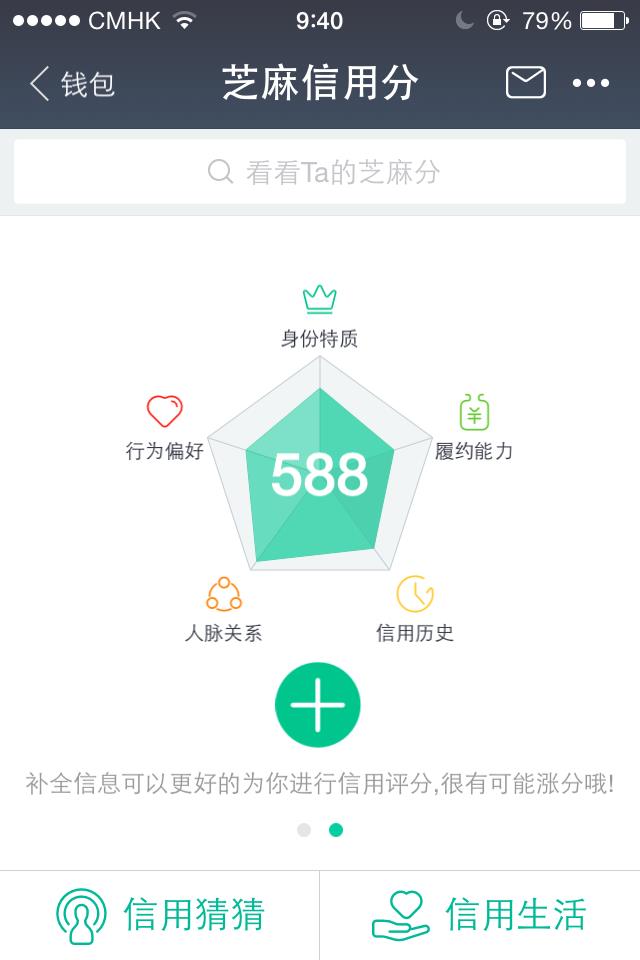 CMHK 9:40 79%
钱包 芝麻信用分
看看Ta的芝麻分
身份特质
行为偏好 履约能力
588
人脉关系 信用历史
补全信息可以更好的为你进行信用评分,很有可能涨分哦!
信用猜猜 信用生活